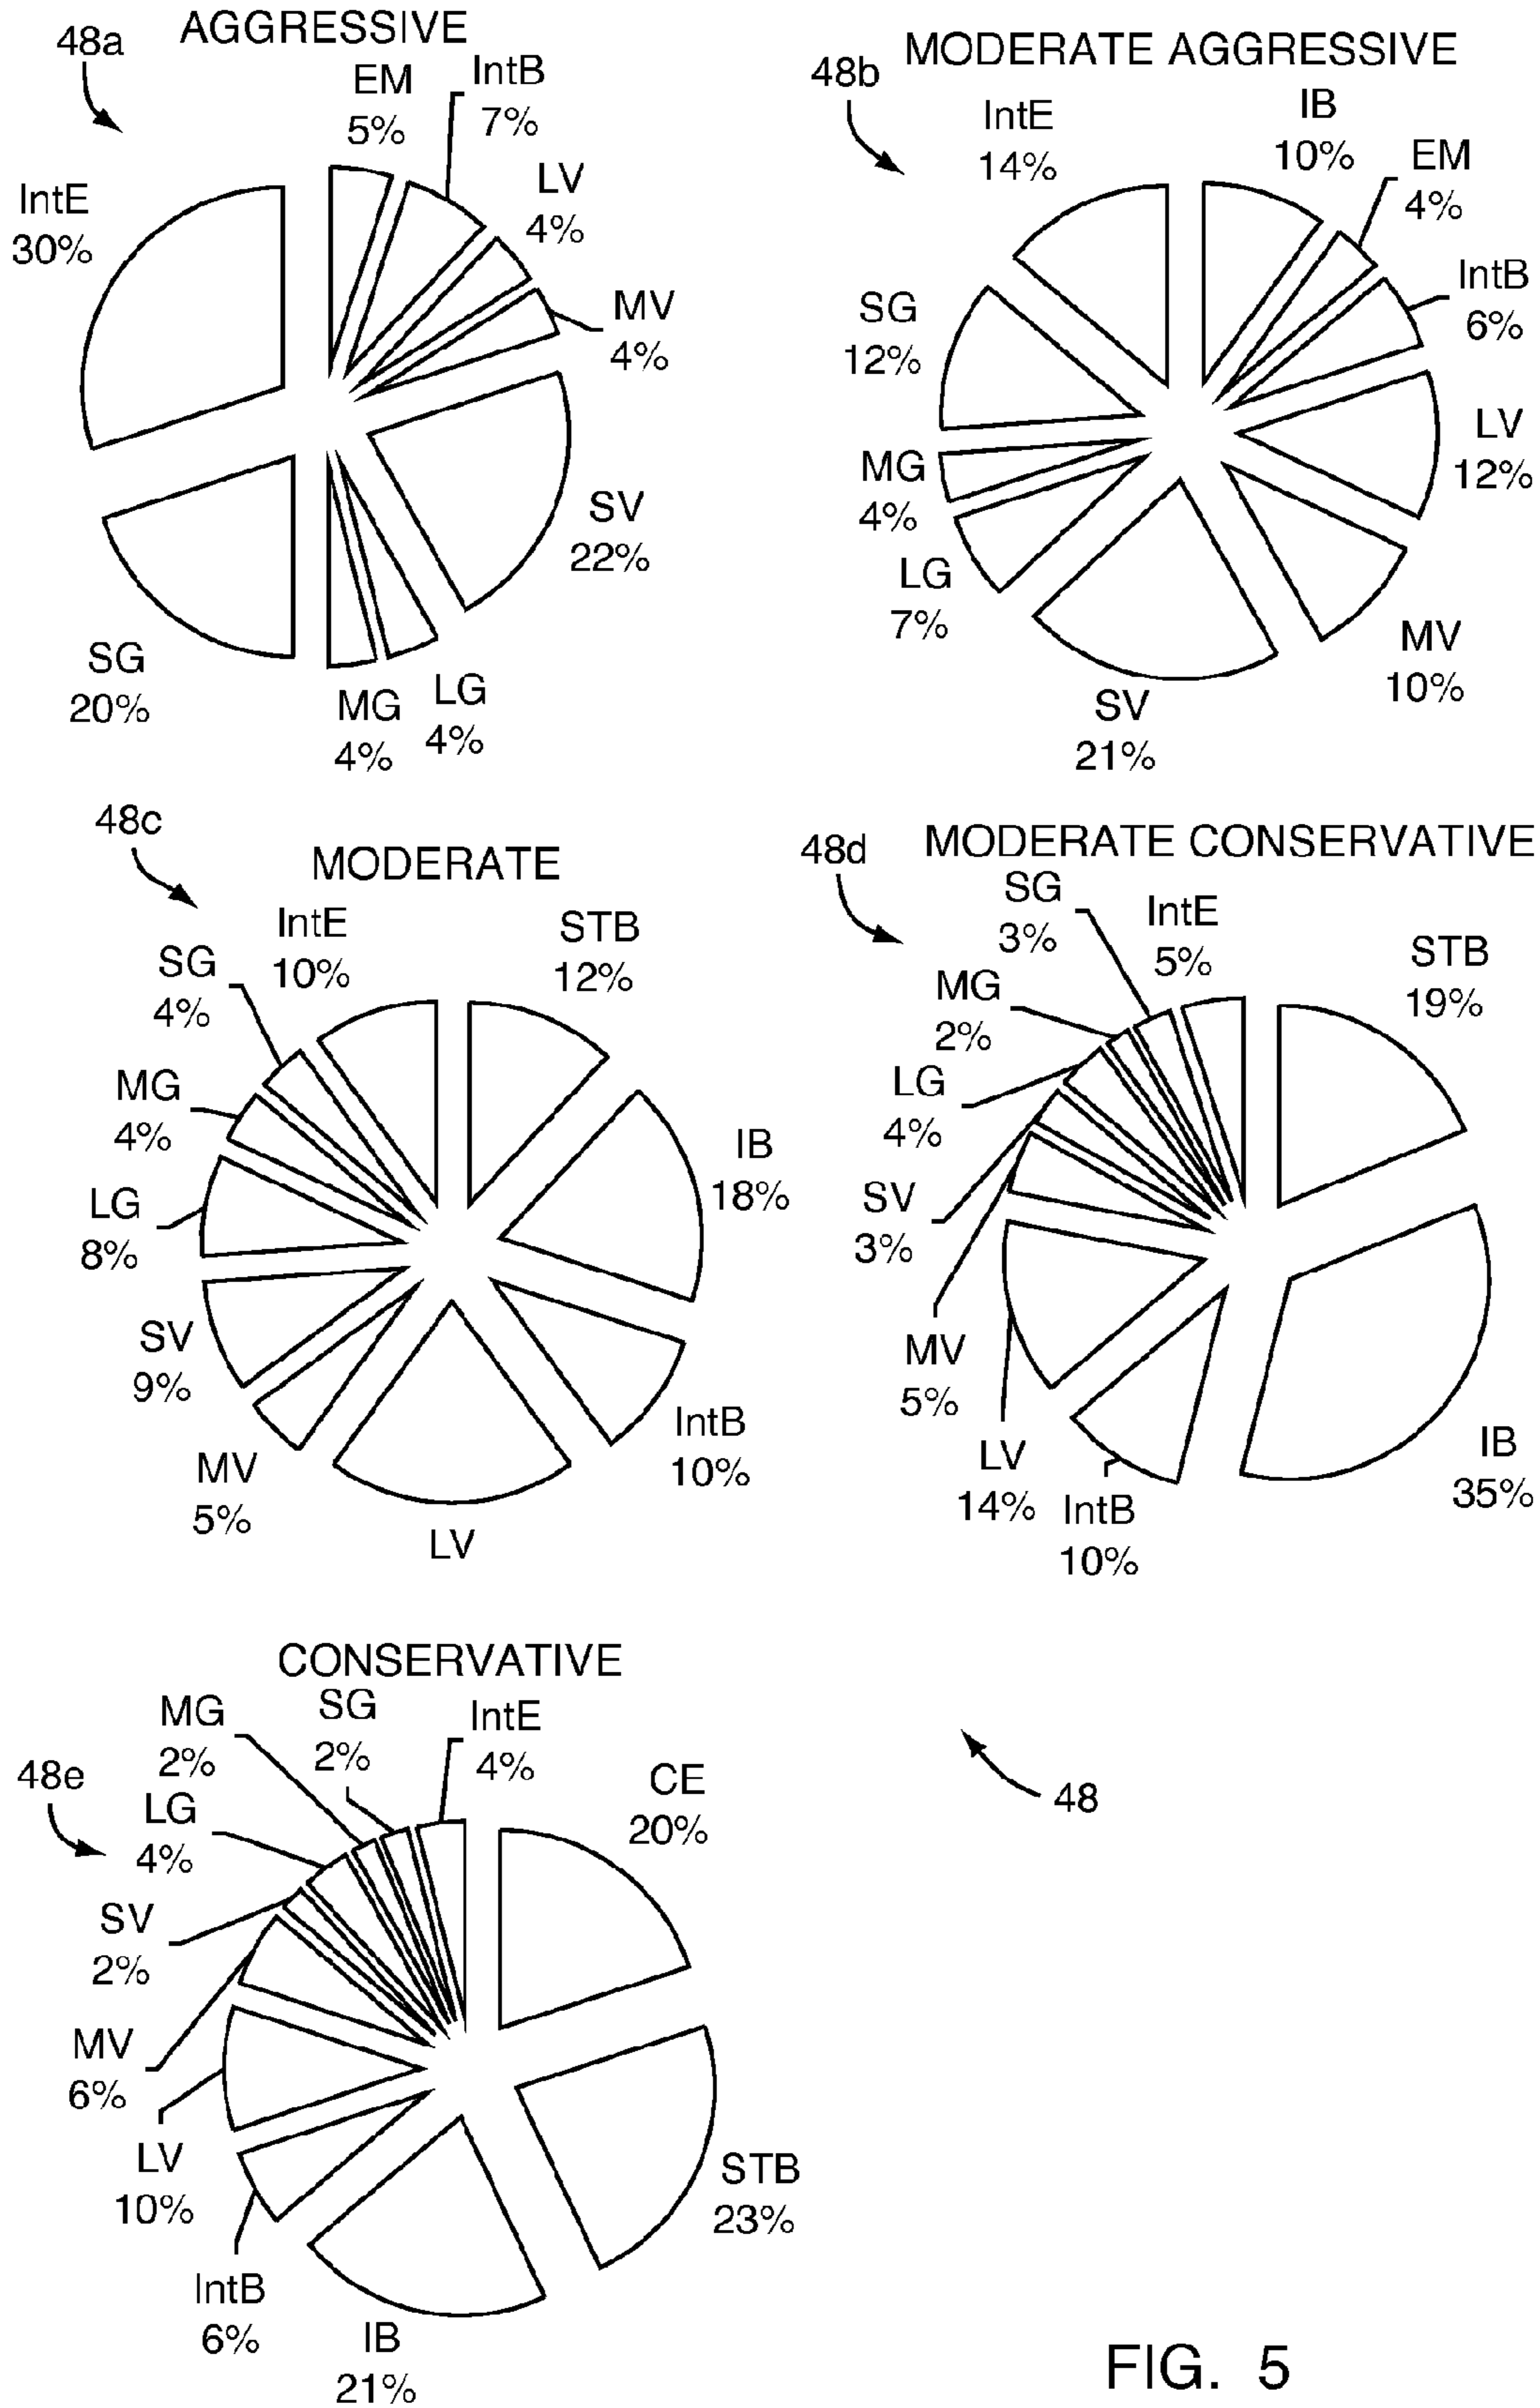 48a
AGGRESSIVE
EM
5%
IntB
7%
LV
4%
MV
4%
SV
22%
LG
4%
MG
4%
SG
20%
IntE
30%
48b
MODERATE AGGRESSIVE
IB
10%
EM
4%
IntB
6%
LV
12%
MV
10%
SV
21%
LG
7%
MG
4%
SG
12%
IntE
14%
48c
MODERATE
STB
12%
IB
18%
IntB
10%
LV
MV
5%
SV
9%
LG
8%
MG
4%
SG
4%
IntE
10%
48d
MODERATE CONSERVATIVE
STB
19%
IB
35%
IntB
10%
LV
14%
MV
5%
SV
3%
LG
4%
MG
2%
SG
3%
IntE
5%
48e
CONSERVATIVE
CE
20%
STB
23%
IB
21%
IntB
6%
LV
10%
MV
6%
SV
2%
LG
4%
MG
2%
SG
2%
IntE
4%
48
FIG. 5